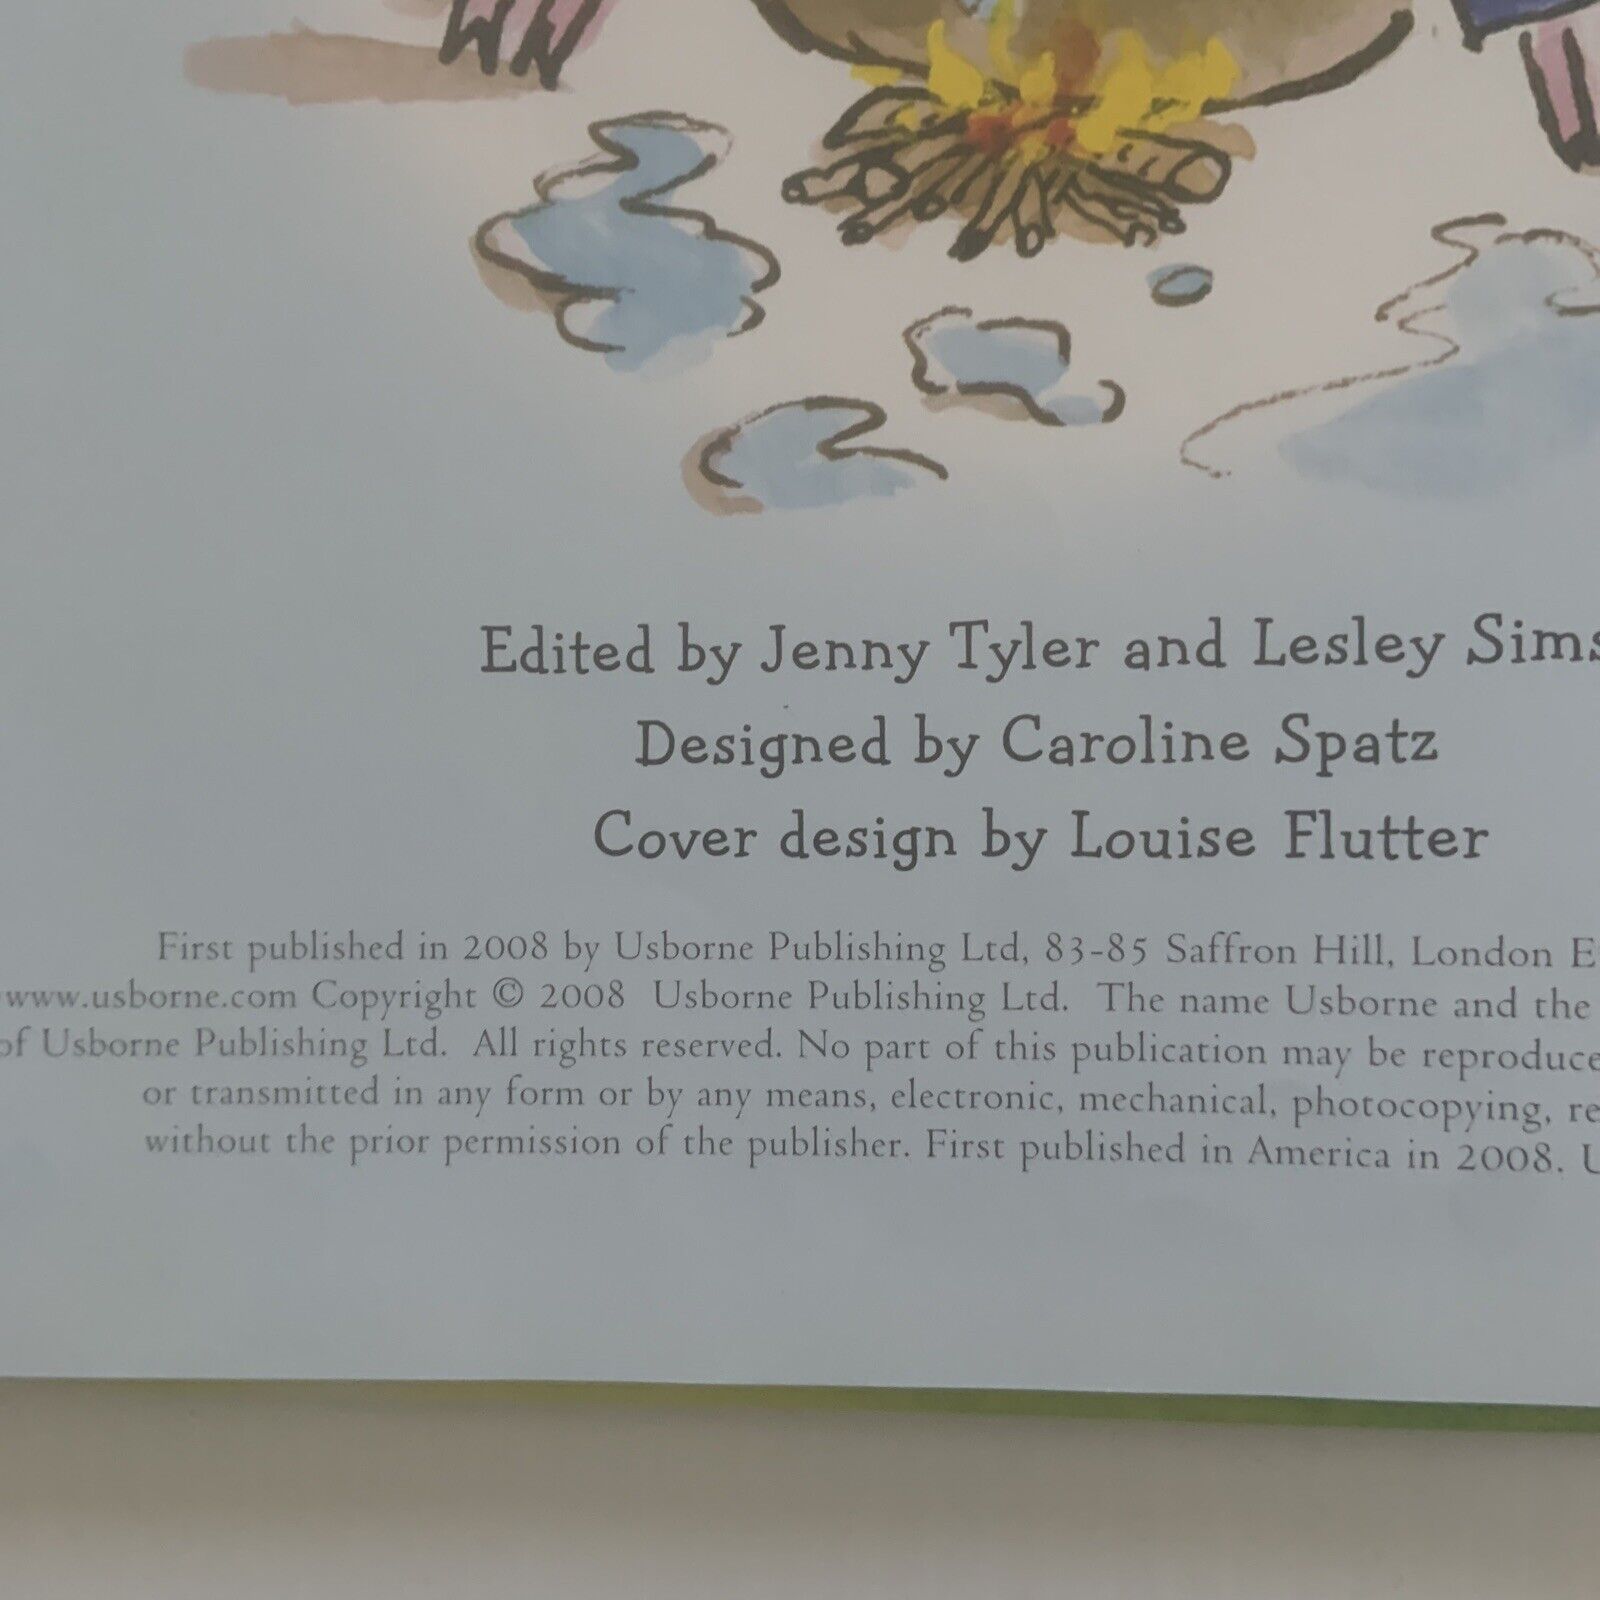 Edited by Jenny Tyler and Lesley Sims
Designed by Caroline Spatz
Cover design by Louise Flutter
First published in 2008 by Usborne Publishing Ltd, 83-85 Saffron Hill, London
www.usborne.com Copyright © 2008 Usborne Publishing Ltd. The name Usborne and the
of Usborne Publishing Ltd. All rights reserved. No part of this publication may be reproduce
or transmitted in any form or by any means, electronic, mechanical, photocopying, re
without the prior permission of the publisher. First published in America in 2008. U